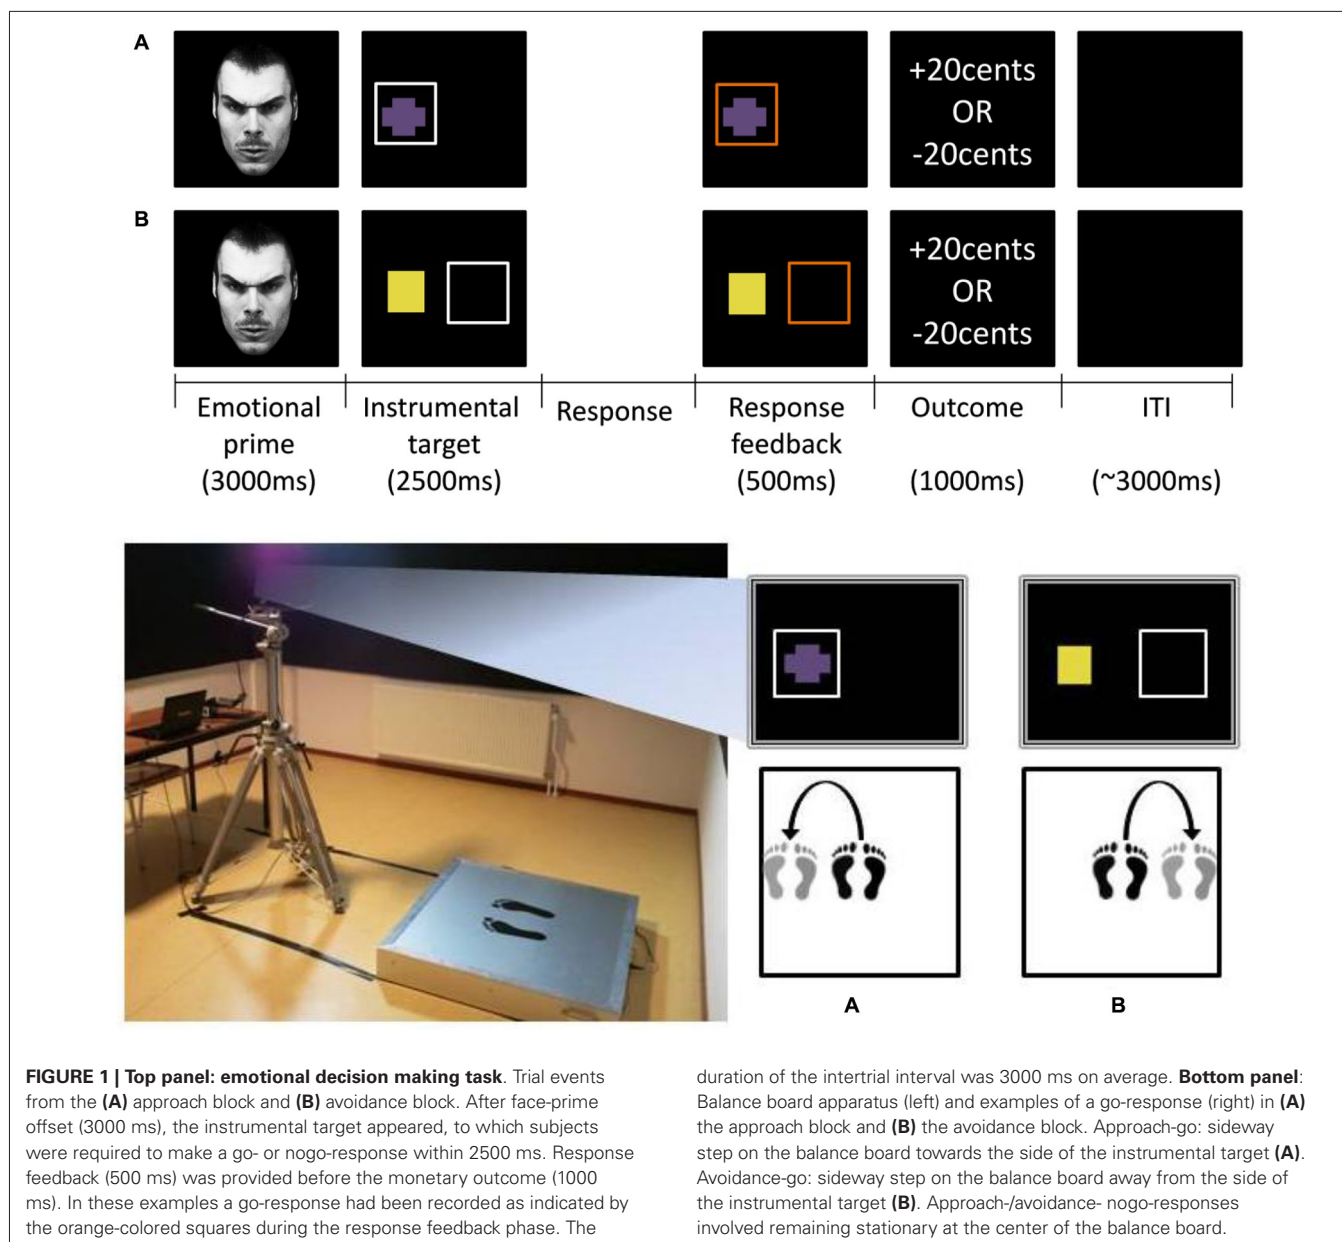 A
+20cents
OR
-20cents
B
+20cents
OR
-20cents
Emotional
prime
(3000ms)
Instrumental
target
(2500ms)
Response
Response
feedback
(500ms)
Outcome
(1000ms)
ITI
(~3000ms)
A
B
FIGURE 1 | Top panel: emotional decision making task. Trial events
from the (A) approach block and (B) avoidance block. After face-prime
offset (3000 ms), the instrumental target appeared, to which subjects
were required to make a go- or nogo-response within 2500 ms. Response
feedback (500 ms) was provided before the monetary outcome (1000
ms). In these examples a go-response had been recorded as indicated by
the orange-colored squares during the response feedback phase. The
duration of the intertrial interval was 3000 ms on average. Bottom panel:
Balance board apparatus (left) and examples of a go-response (right) in (A)
the approach block and (B) the avoidance block. Approach-go: sideway
step on the balance board towards the side of the instrumental target (A).
Avoidance-go: sideway step on the balance board away from the side of
the instrumental target (B). Approach-/avoidance- nogo-responses
involved remaining stationary at the center of the balance board.